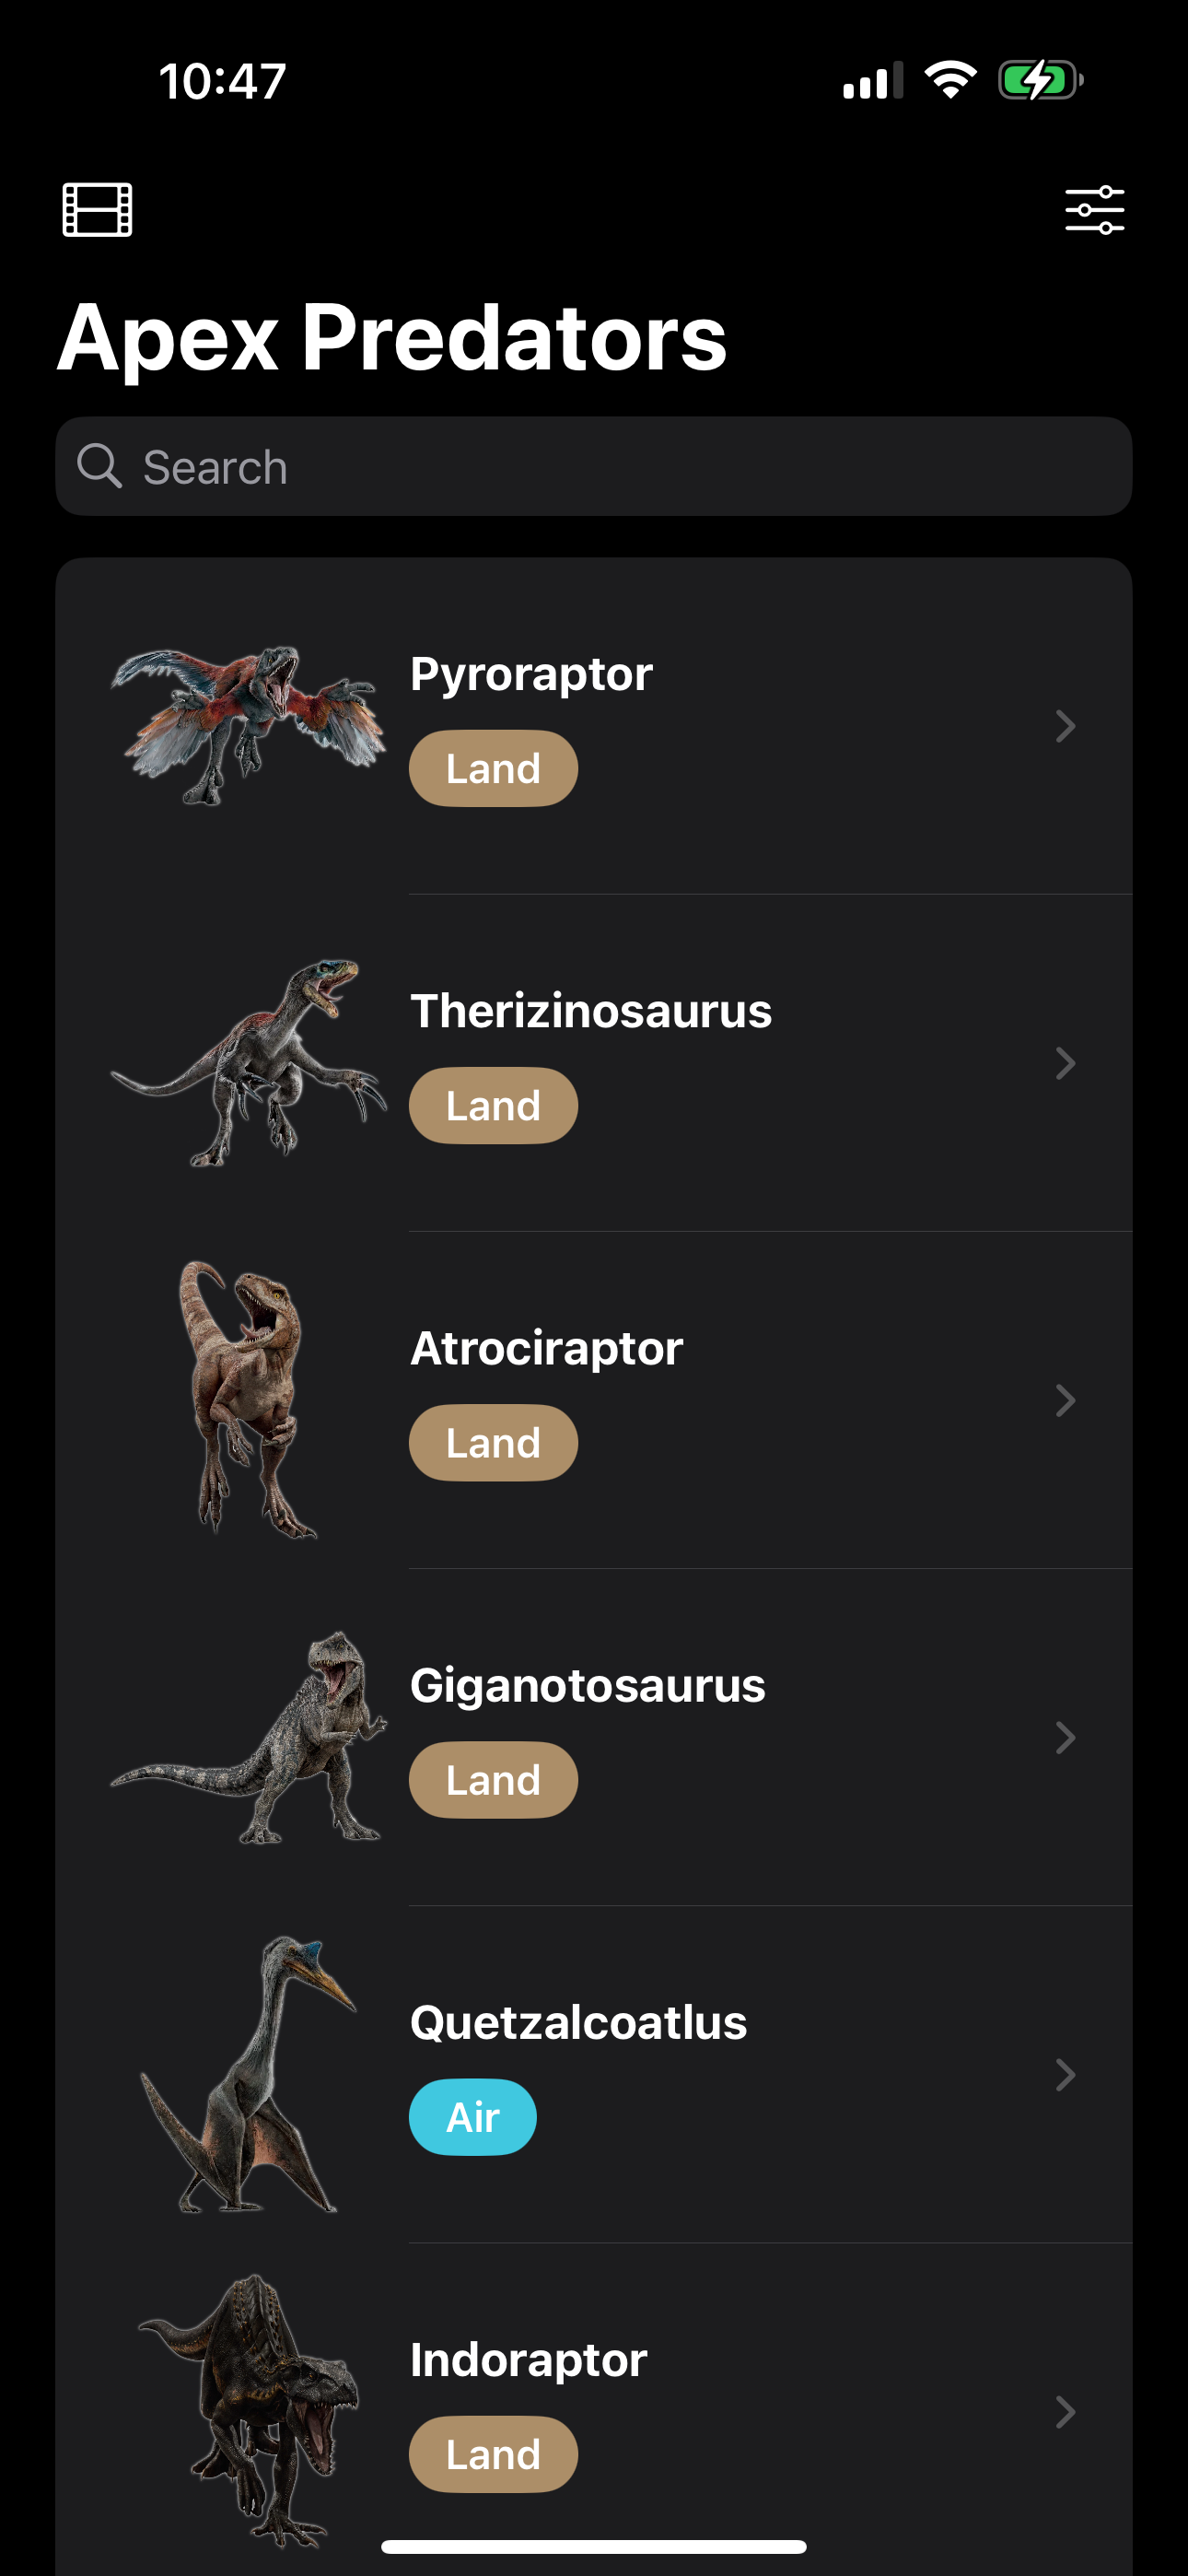 10:47
Apex Predators
Search
Pyroraptor
Land
Therizinosaurus
Land
Atrociraptor
Land
Giganotosaurus
Land
Quetzalcoatlus
Air
Indoraptor
Land